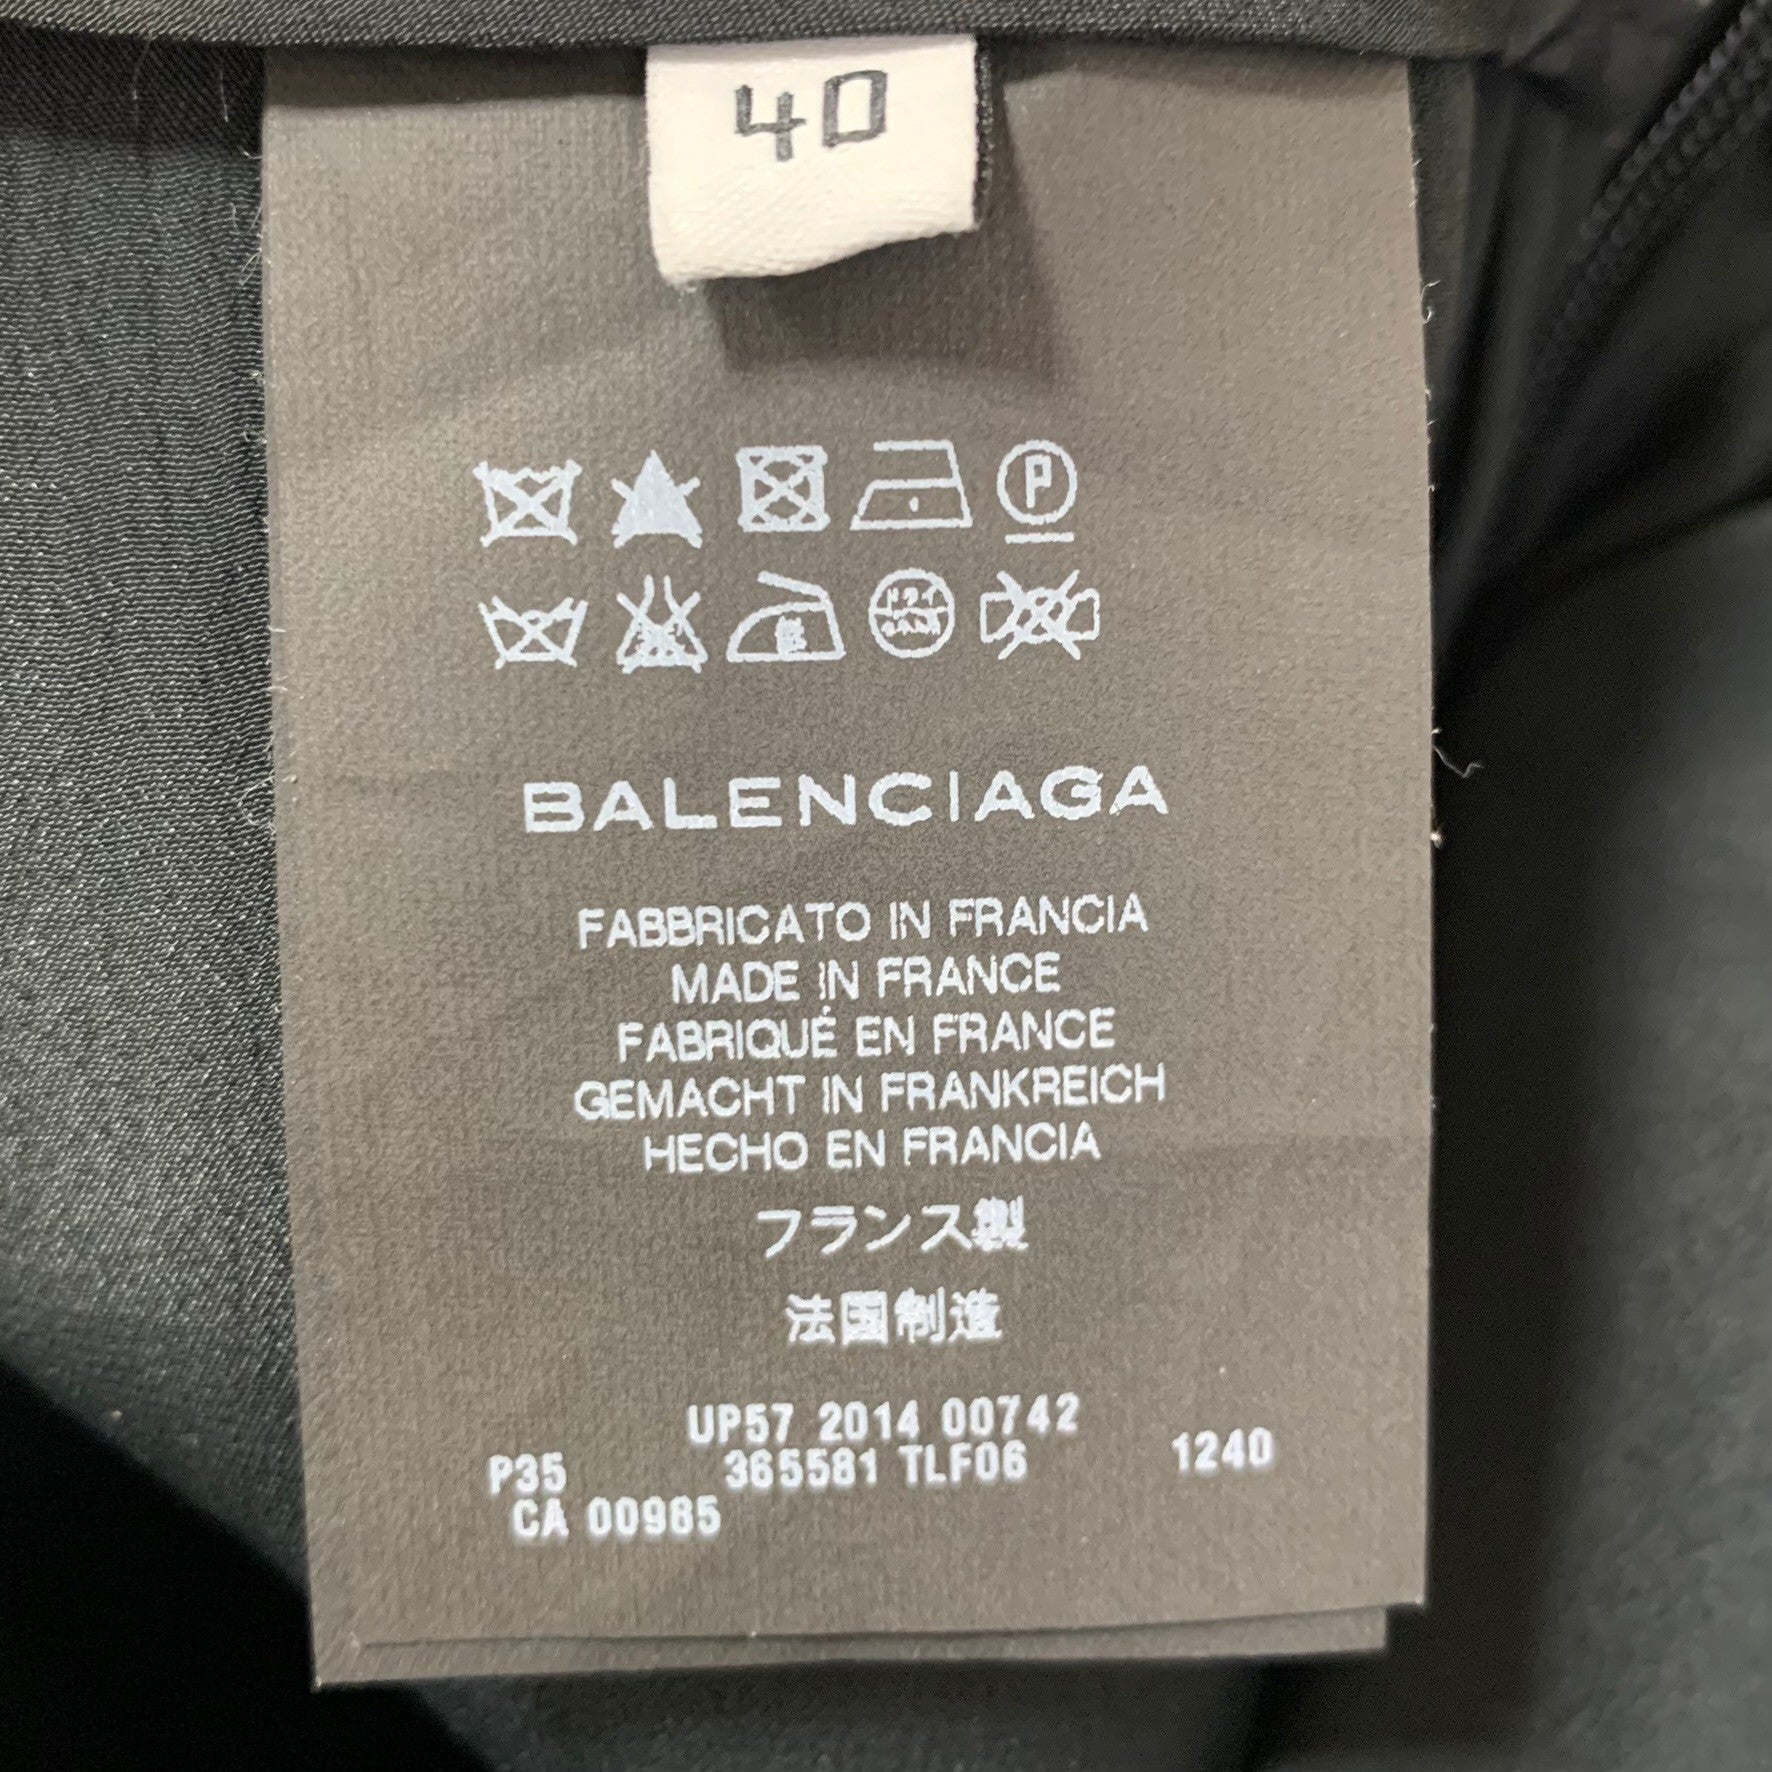 40
P
BALENCIAGA
FABBRICATO IN FRANCIA
MADE IN FRANCE
FABRIQUÉ EN FRANCE
GEMACHT IN FRANKREICH
HECHO EN FRANCIA
フランス製
法国制造
UP57 2014 00742
P35 365581 TLF06 1240
CA 00985